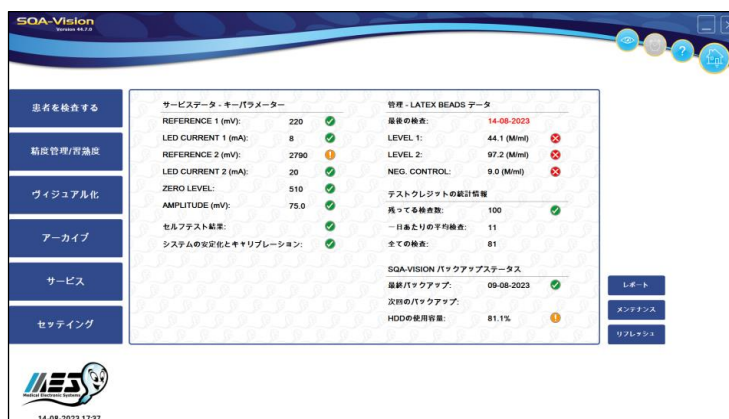 SQA-Vision
Version 44.7.0
?
患者を検査する
精度管理/習熟度
ヴィジュアル化
アーカイブ
サービス
セッテイング
サービスデータ - キーパラメーター
REFERENCE 1 (mV): 220
LED CURRENT 1 (mA): 8
REFERENCE 2 (mV): 2790
LED CURRENT 2 (mA): 20
ZERO LEVEL: 510
AMPLITUDE (mV): 75.0
セルフテスト結果:
システムの安定化とキャリブレーション:
管理 - LATEX BEADS データ
最後の検査: 14-08-2023
LEVEL 1: 44.1 (M/ml)
LEVEL 2: 97.2 (M/ml)
NEG. CONTROL: 9.0 (M/ml)
テストクレジットの統計情報
残ってる検査数: 100
一日あたりの平均検査: 11
全ての検査: 81
SQA-VISION バックアップステータス
最終バックアップ: 09-08-2023
次回のバックアップ:
HDDの使用容量: 81.1%
レポート
メンテナンス
リフレッシュ
MES
Medical Electronic Systems
14-08-2023 17:37